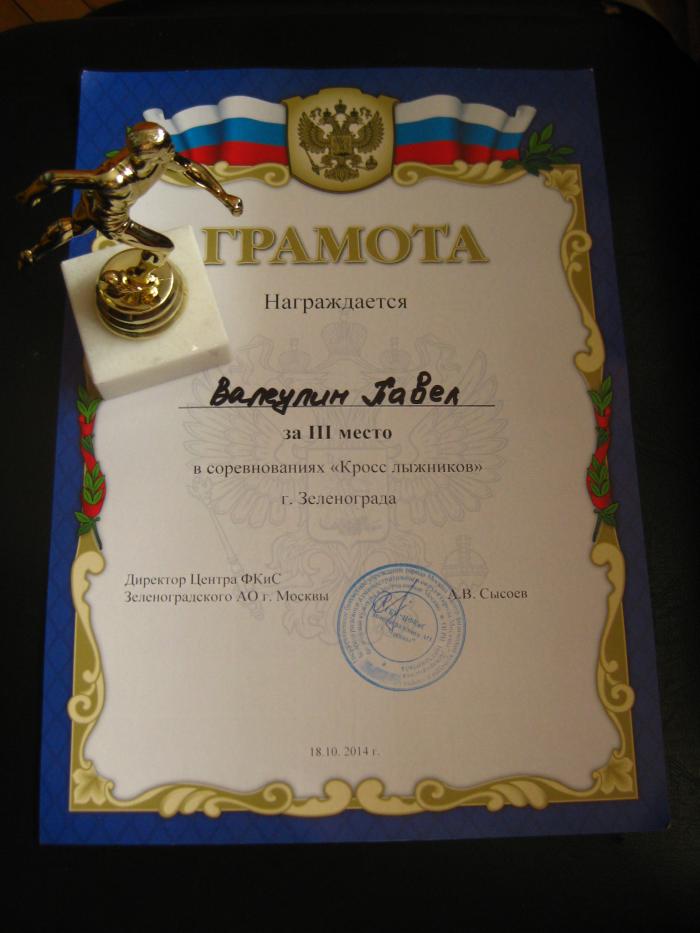 ГРАМОТА
Награждается
Валкулин Павел
за III место
в соревнованиях «Кросс лыжников»
г. Зеленограда
Директор Центра ФКиС
Зеленоградского АО г. Москвы
А.В. Сысоев
18.10. 2014 г.